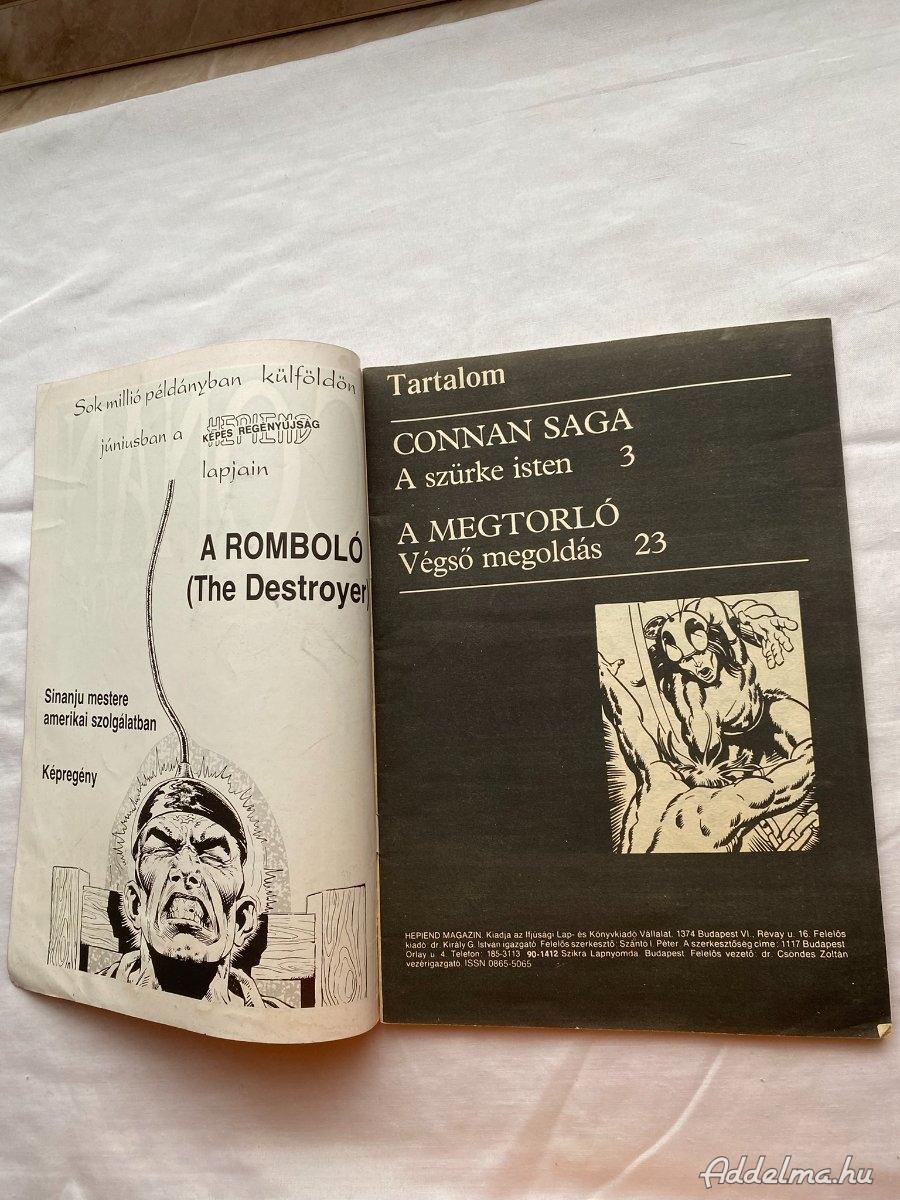 Sok millió példányban külföldön
júniusban a HEPIEND
KÉPES REGÉNYÚJSÁG
lapjain
A ROMBOLÓ
(The Destroyer)
Sinanju mestere
amerikai szolgálatban
Képregény
Tartalom
CONNAN SAGA
A szürke isten 3
A MEGTORLÓ
Végső megoldás 23
HEPIEND MAGAZIN. Kiadja az Ifjúsági Lap- és Könyvkiadó Vállalat. 1374 Budapest VI., Révay u. 16. Felelős
kiadó: dr. Király G. István igazgató. Felelős szerkesztő: Szántó I. Péter. A szerkesztőség címe: 1117 Budapest
Orlay u. 4. Telefon: 185-3113 90-1412 Szikra Lapnyomda. Budapest Felelős vezető: dr. Csöndes Zoltán
vezérigazgató. ISSN 0865-5065
Addelma.hu